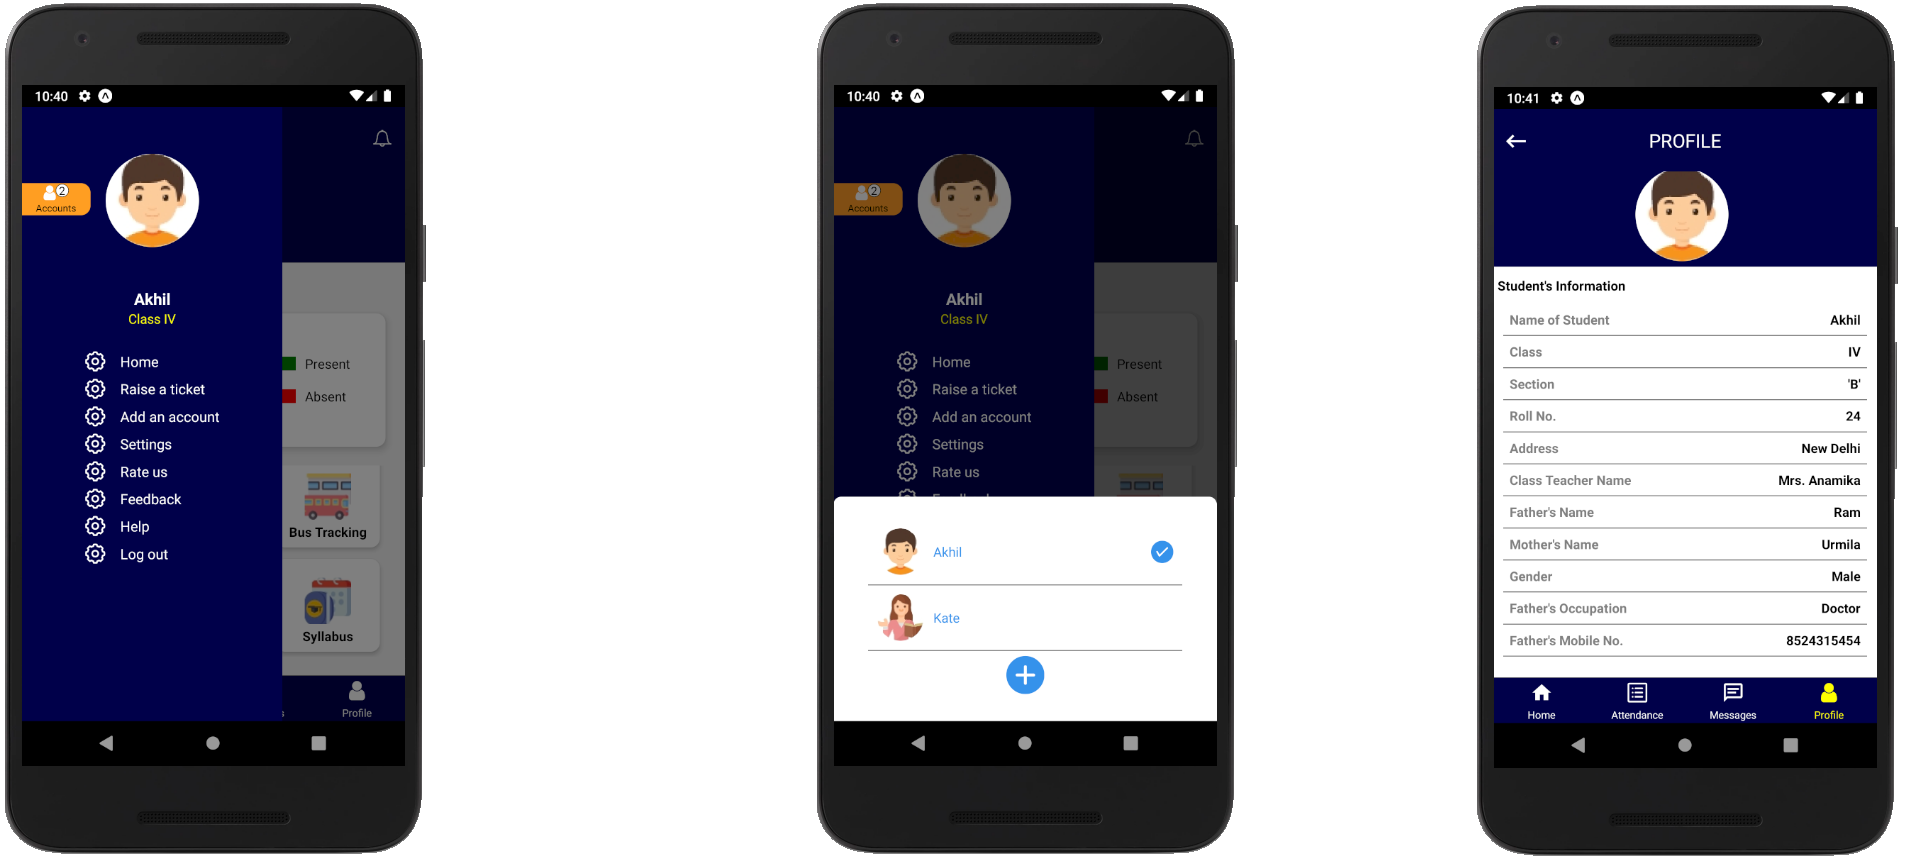 10:40
2
Accounts
Akhil
Class IV
Home
Raise a ticket
Add an account
Settings
Rate us
Feedback
Help
Log out
Present
Absent
Bus Tracking
Syllabus
s
Profile
10:40
2
Accounts
Akhil
Class IV
Home
Raise a ticket
Add an account
Settings
Rate us
Present
Absent
Akhil
Kate
10:41
PROFILE
Student's Information
Name of Student Akhil
Class IV
Section 'B'
Roll No. 24
Address New Delhi
Class Teacher Name Mrs. Anamika
Father's Name Ram
Mother's Name Urmila
Gender Male
Father's Occupation Doctor
Father's Mobile No. 8524315454
Home Attendance Messages Profile